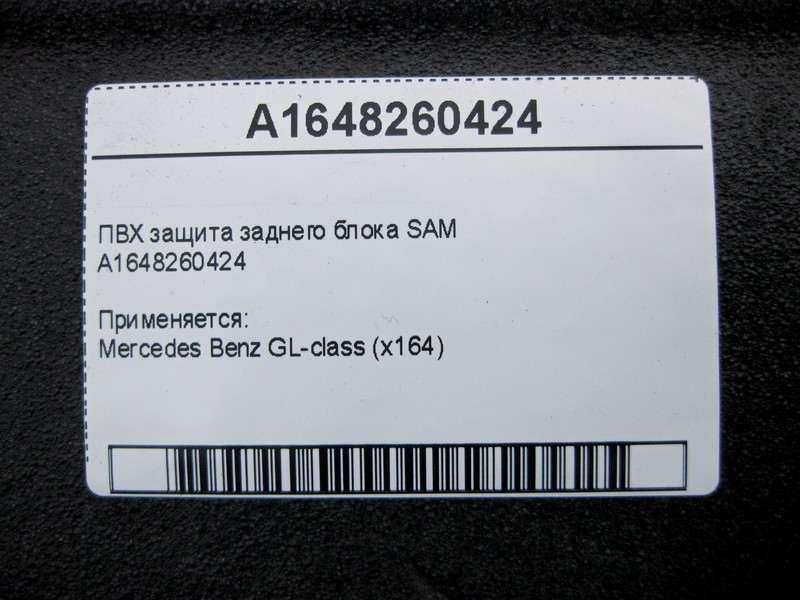 A1648260424
ПВХ защита заднего блока SAM
A1648260424
Применяется:
Mercedes Benz GL-class (x164)